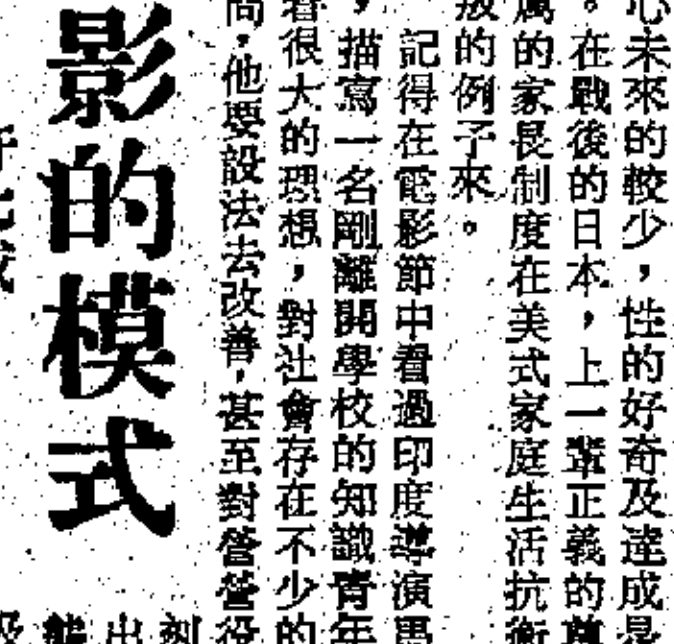 心未來的較少，性的好奇及達成是
。在戰後的日本，上一輩正義的
的家長制度在美式家庭生活抗衡
的例子來。
記得在電影節中看過印度導演
，描寫一名剛離開學校的知識青年
着很大的理想，對社會存在不少的
，他要設法去改善，甚至對營營役
影的模式